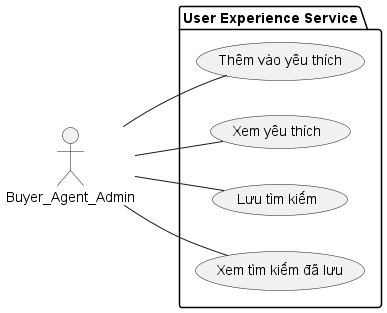 User Experience Service
Thêm vào yêu thích
Xem yêu thích
Buyer_Agent_Admin
Lưu tìm kiếm
Xem tìm kiếm đã lưu